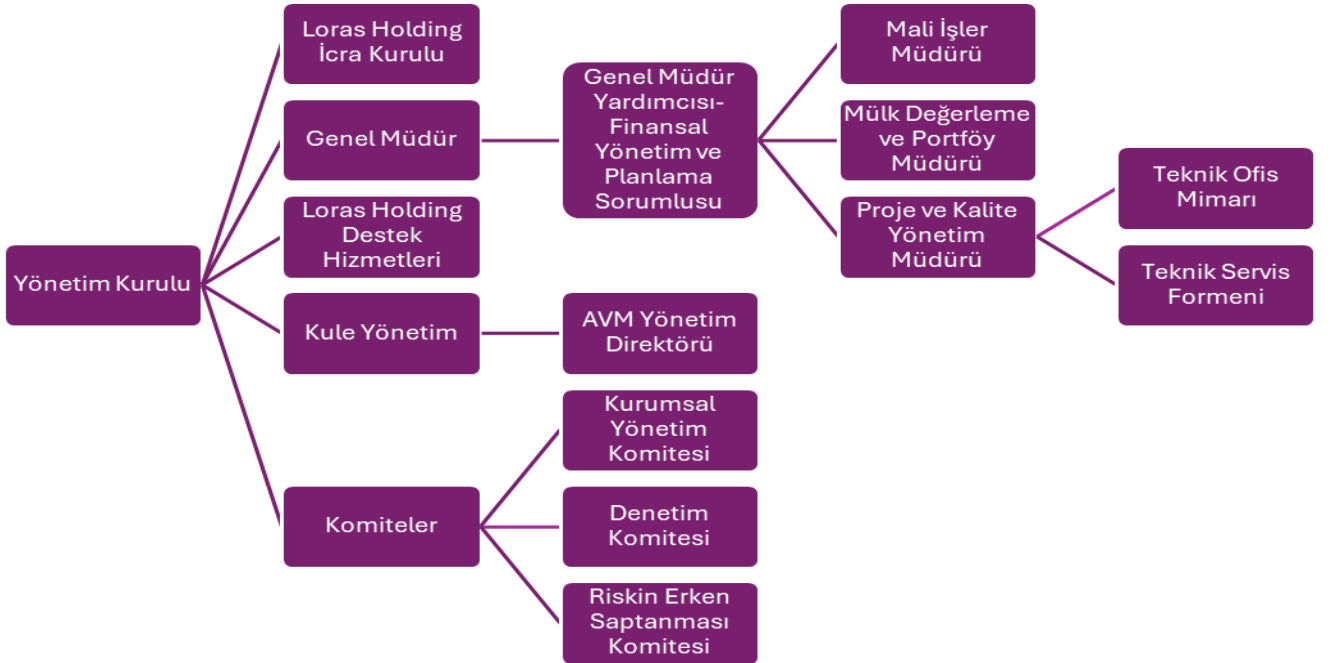 Yönetim Kurulu
Loras Holding
İcra Kurulu
Genel Müdür
Genel Müdür
Yardımcısı-
Finansal
Yönetim ve
Planlama
Sorumlusu
Mali İşler
Müdürü
Mülk Değerleme
ve Portföy
Müdürü
Proje ve Kalite
Yönetim
Müdürü
Teknik Ofis
Mimarı
Teknik Servis
Formeni
Loras Holding
Destek
Hizmetleri
Kule Yönetim
AVM Yönetim
Direktörü
Komiteler
Kurumsal
Yönetim
Komitesi
Denetim
Komitesi
Riskin Erken
Saptanması
Komitesi